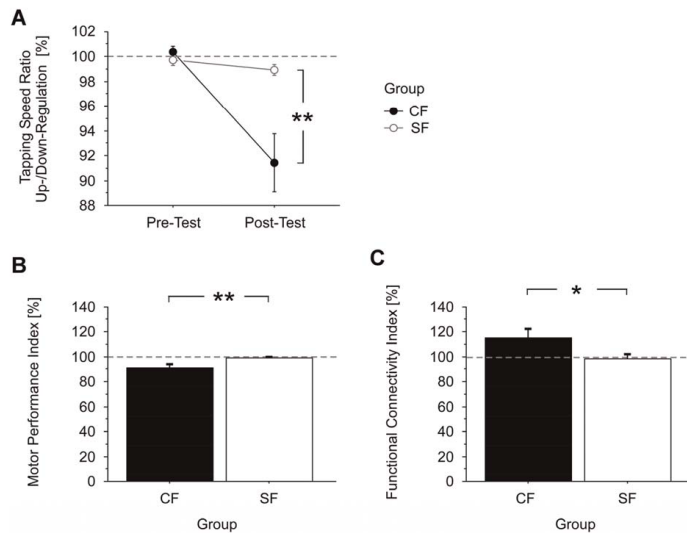 A
Tapping Speed Ratio
Up-/Down-Regulation [%]
102
100
98
96
94
92
90
88
**
Pre-Test
Post-Test
Group
CF
SF
B
Motor Performance Index [%]
140
120
100
80
60
40
20
0
**
CF
SF
Group
C
Functional Connectivity Index [%]
140
120
100
80
60
40
20
0
*
CF
SF
Group